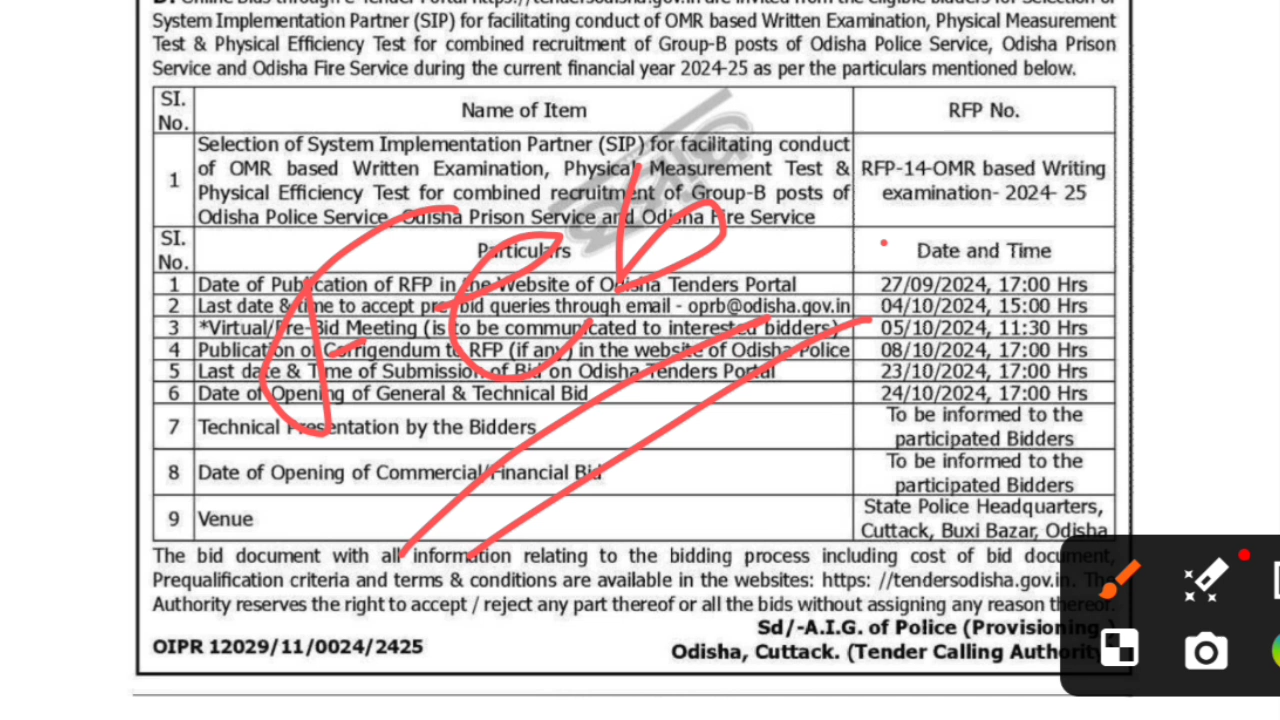 System Implementation Partner (SIP) for facilitating conduct of OMR based Written Examination, Physical Measurement
Test & Physical Efficiency Test for combined recruitment of Group-B posts of Odisha Police Service, Odisha Prison
Service and Odisha Fire Service during the current financial year 2024-25 as per the particulars mentioned below.
SI. No. Name of Item RFP No.
1 Selection of System Implementation Partner (SIP) for facilitating conduct
of OMR based Written Examination, Physical Measurement Test &
Physical Efficiency Test for combined recruitment of Group-B posts of
Odisha Police Service, Odisha Prison Service and Odisha Fire Service
RFP-14-OMR based Writing
examination- 2024- 25
SI. No. Particulars Date and Time
1 Date of Publication of RFP in the Website of Odisha Tenders Portal 27/09/2024, 17:00 Hrs
2 Last date & time to accept pre-bid queries through email - oprb@odisha.gov.in 04/10/2024, 15:00 Hrs
3 *Virtual/Pre-Bid Meeting (is to be communicated to interested bidders) 05/10/2024, 11:30 Hrs
4 Publication of Corrigendum to RFP (if any) in the website of Odisha Police 08/10/2024, 17:00 Hrs
5 Last date & Time of Submission of Bid on Odisha Tenders Portal 23/10/2024, 17:00 Hrs
6 Date of Opening of General & Technical Bid 24/10/2024, 17:00 Hrs
7 Technical Presentation by the Bidders To be informed to the
participated Bidders
8 Date of Opening of Commercial/Financial Bid To be informed to the
participated Bidders
9 Venue State Police Headquarters,
Cuttack, Buxi Bazar, Odisha
The bid document with all information relating to the bidding process including cost of bid document,
Prequalification criteria and terms & conditions are available in the websites: https: //tendersodisha.gov.in. The
Authority reserves the right to accept / reject any part thereof or all the bids without assigning any reason thereof.
Sd/-A.I.G. of Police (Provisioning )
OIPR 12029/11/0024/2425
Odisha, Cuttack. (Tender Calling Authority)